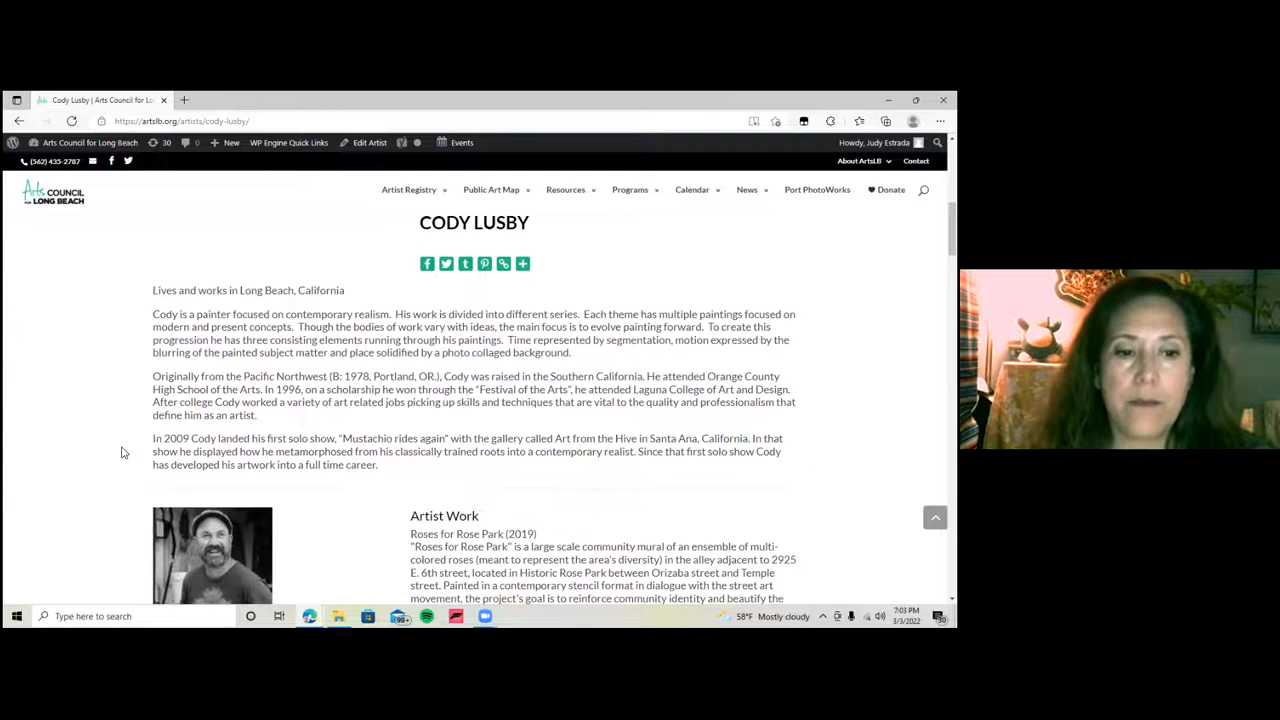 Cody Lusby | Arts Council for Lo
https://artslb.org/artists/cody-lusby/
Arts Council for Long Beach 30 0 New WP Engine Quick Links Edit Artist Events Howdy, Judy Estrada
(562) 435-2787 About ArtsLB Contact
Arts COUNCIL FOR LONG BEACH
Artist Registry Public Art Map Resources Programs Calendar News Port PhotoWorks Donate
CODY LUSBY
Lives and works in Long Beach, California
Cody is a painter focused on contemporary realism. His work is divided into different series. Each theme has multiple paintings focused on
modern and present concepts. Though the bodies of work vary with ideas, the main focus is to evolve painting forward. To create this
progression he has three consisting elements running through his paintings. Time represented by segmentation, motion expressed by the
blurring of the painted subject matter and place solidified by a photo collaged background.
Originally from the Pacific Northwest (B: 1978, Portland, OR.), Cody was raised in the Southern California. He attended Orange County
High School of the Arts. In 1996, on a scholarship he won through the “Festival of the Arts”, he attended Laguna College of Art and Design.
After college Cody worked a variety of art related jobs picking up skills and techniques that are vital to the quality and professionalism that
define him as an artist.
In 2009 Cody landed his first solo show, “Mustachio rides again” with the gallery called Art from the Hive in Santa Ana, California. In that
show he displayed how he metamorphosed from his classically trained roots into a contemporary realist. Since that first solo show Cody
has developed his artwork into a full time career.
Artist Work
Roses for Rose Park (2019)
"Roses for Rose Park" is a large scale community mural of an ensemble of multi-
colored roses (meant to represent the area's diversity) in the alley adjacent to 2925
E. 6th street, located in Historic Rose Park between Orizaba street and Temple
street. Painted in a contemporary stencil format in dialogue with the street art
movement, the project's goal is to reinforce community identity and beautify the
Type here to search
99+
58°F Mostly cloudy
7:03 PM
3/3/2022
30